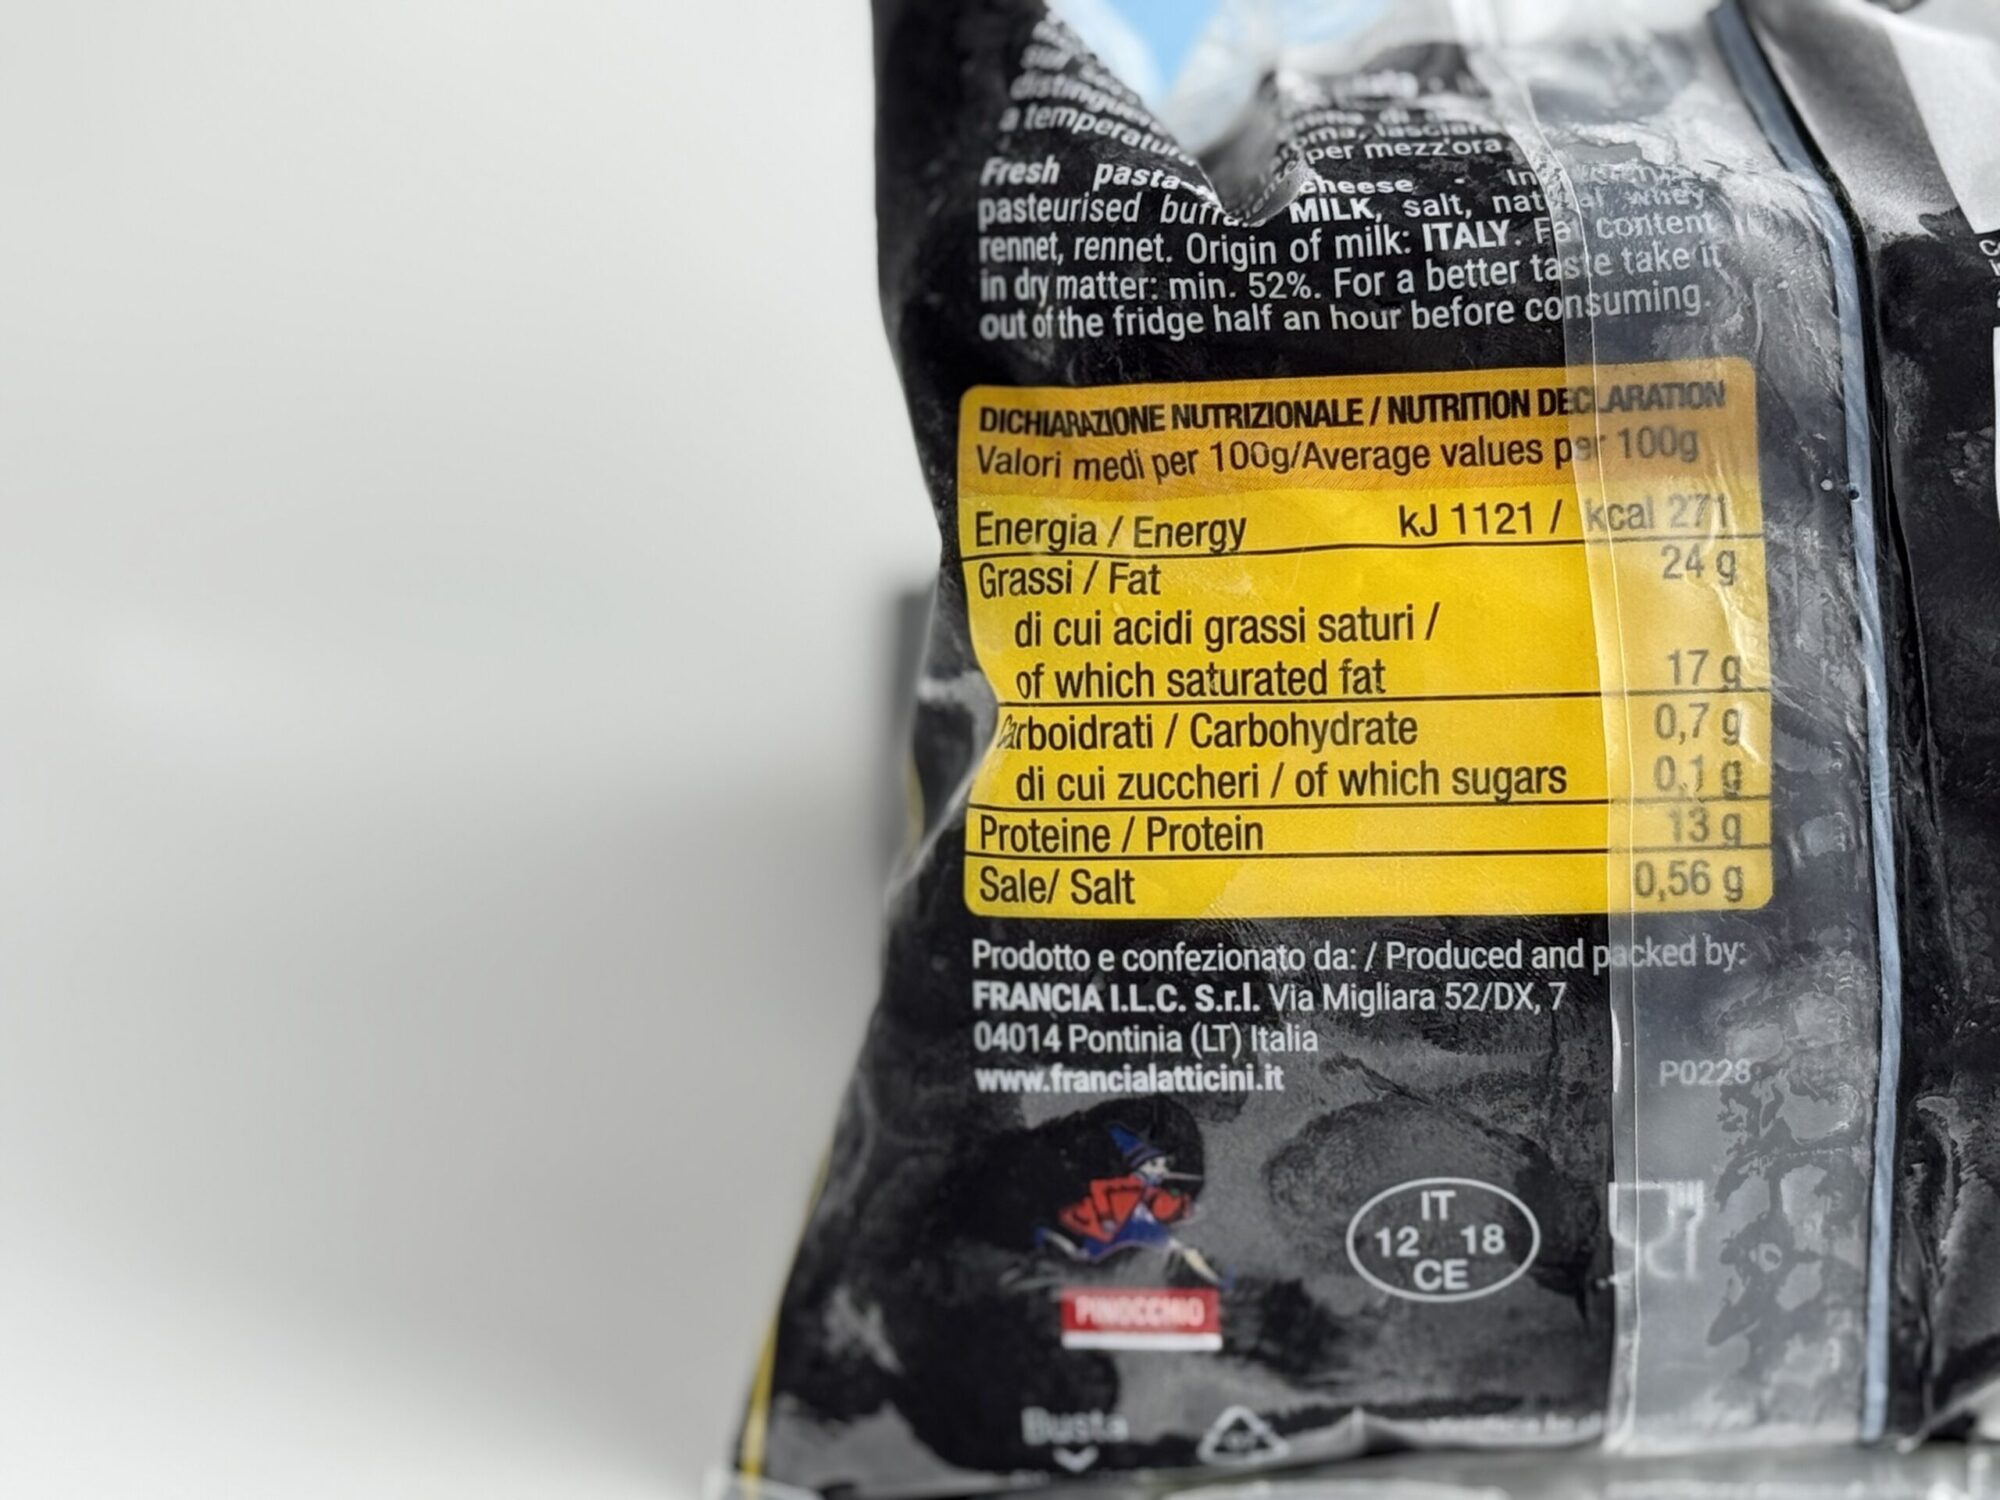 a temperatura
per mezz'ora
Fresh pasta cheese
pasteurised MILK, salt, whey
rennet, rennet. Origin of milk: ITALY. Fat content
in dry matter: min. 52%. For a better taste take it
out of the fridge half an hour before consuming.
DICHIARAZIONE NUTRIZIONALE / NUTRITION DECLARATION
Valori medi per 100g/Average values per 100g
Energia / Energy kJ 1121 / kcal 271
Grassi / Fat 24 g
di cui acidi grassi saturi /
of which saturated fat 17 g
Carboidrati / Carbohydrate 0,7 g
di cui zuccheri / of which sugars 0,1 g
Proteine / Protein 13 g
Sale/ Salt 0,56 g
Prodotto e confezionato da: / Produced and packed by:
FRANCIA I.L.C. S.r.l. Via Migliara 52/DX, 7
04014 Pontinia (LT) Italia
www.francialatticini.it
P0228
IT
12 18
CE
PINOCCHIO
Busta